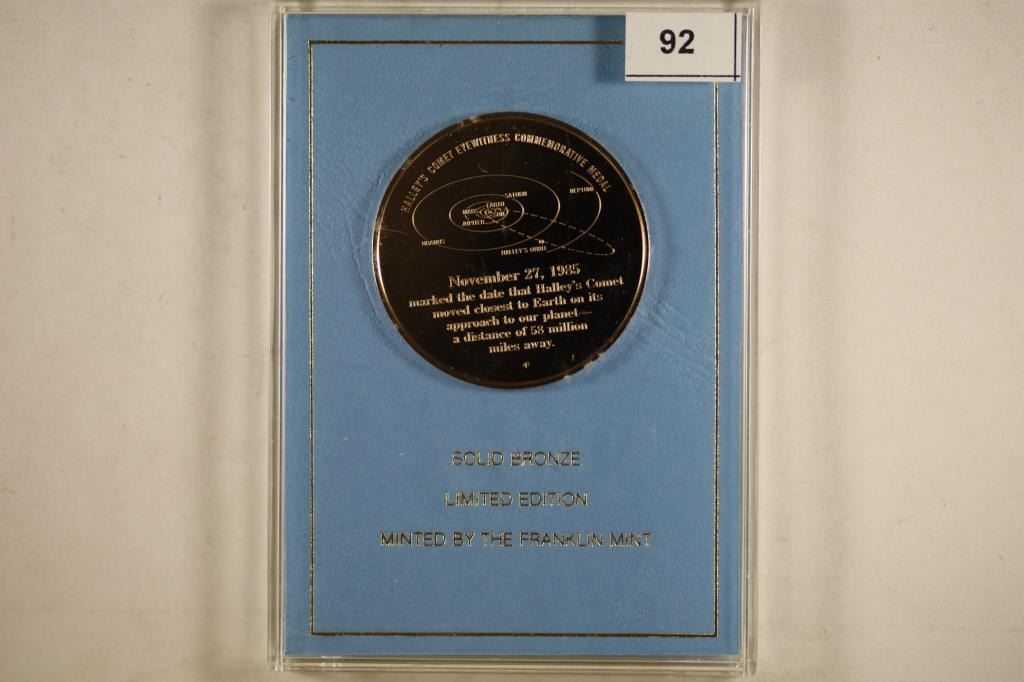 92
HALLEY'S COMET EYEWITNESS COMMEMORATIVE MEDAL
SATURN
NEPTUNE
MARS EARTH
SUN
JUPITER
URANUS
HALLEY'S ORBIT
November 27, 1985
marked the date that Halley's Comet
moved closest to Earth on its
approach to our planet—
a distance of 58 million
miles away.
SOLID BRONZE
LIMITED EDITION
MINTED BY THE FRANKLIN MINT